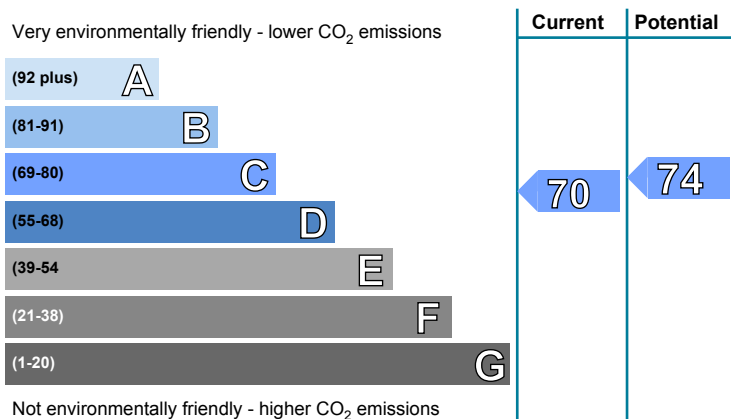 Very environmentally friendly - lower CO2 emissions
Current
Potential
(92 plus) A
(81-91) B
(69-80) C
(55-68) D
(39-54 E
(21-38) F
(1-20) G
70
74
Not environmentally friendly - higher CO2 emissions